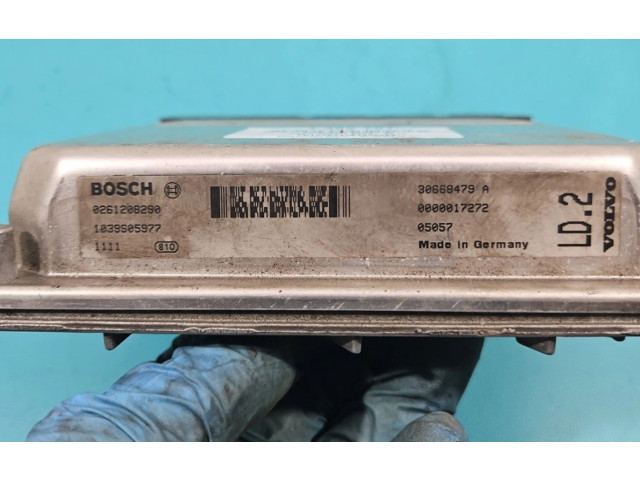 BOSCH
0261208290
1039S05977
1111 810
30668479 A
0000017272
05057
Made in Germany
LD.2
VOLVO